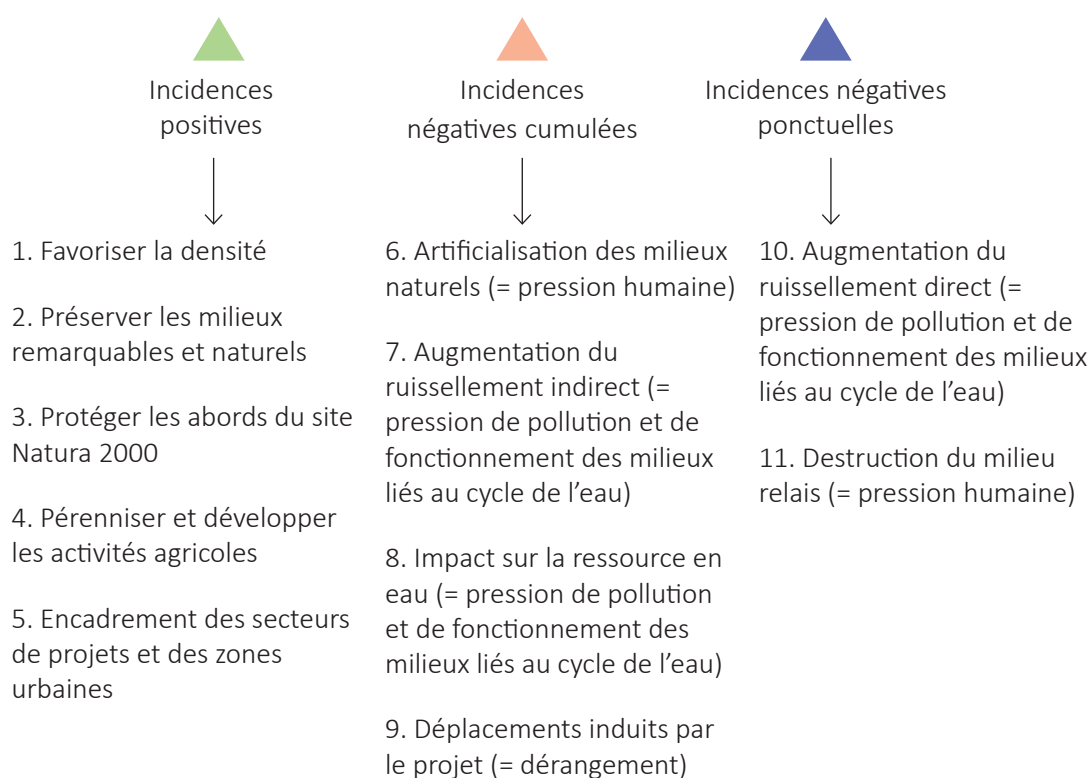 Incidences
positives
1. Favoriser la densité
2. Préserver les milieux
remarquables et naturels
3. Protéger les abords du site
Natura 2000
4. Pérenniser et développer
les activités agricoles
5. Encadrement des secteurs
de projets et des zones
urbaines
Incidences
négatives cumulées
6. Artificialisation des milieux
naturels (= pression humaine)
7. Augmentation du
ruissellement indirect (=
pression de pollution et de
fonctionnement des milieux
liés au cycle de l’eau)
8. Impact sur la ressource en
eau (= pression de pollution
et de fonctionnement des
milieux liés au cycle de l’eau)
9. Déplacements induits par
le projet (= dérangement)
Incidences négatives
ponctuelles
10. Augmentation du
ruissellement direct (=
pression de pollution et de
fonctionnement des milieux
liés au cycle de l’eau)
11. Destruction du milieu
relais (= pression humaine)